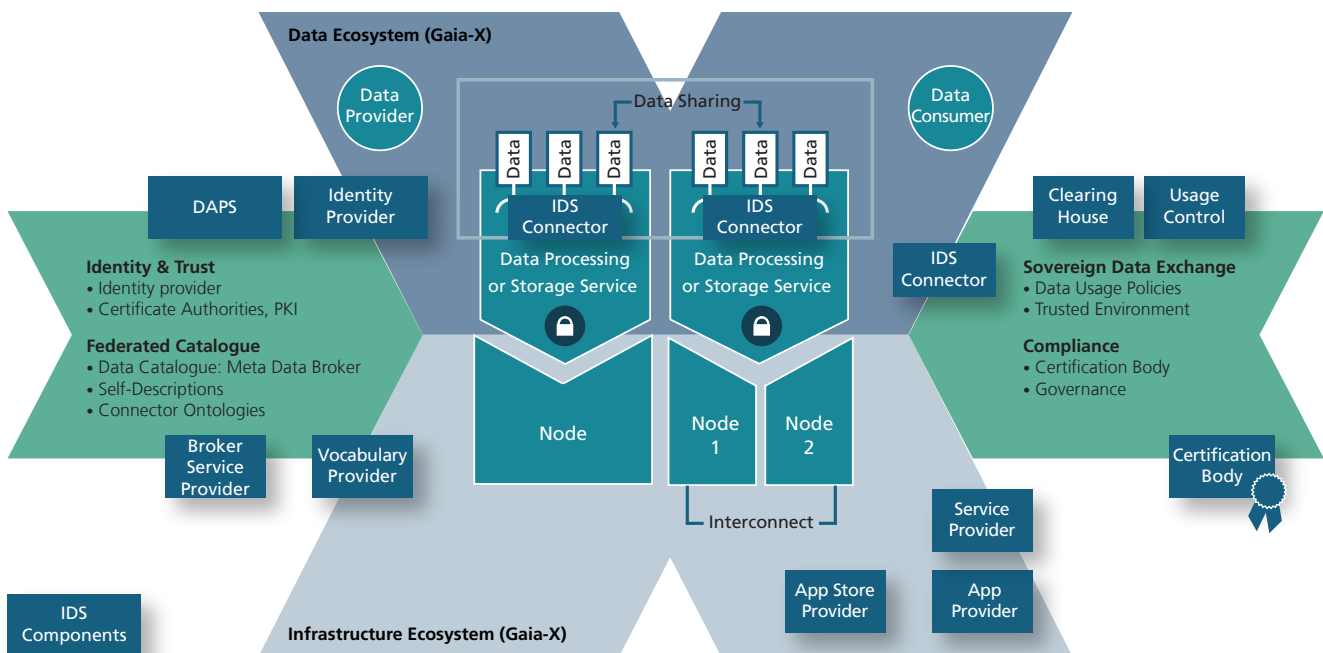 Data Ecosystem (Gaia-X)
Data
Provider
Data Sharing
Data
Consumer
Data
Data
Data
Data
Data
Data
DAPS
Identity
Provider
IDS
Connector
IDS
Connector
Clearing
House
Usage
Control
IDS
Connector
Data Processing
or Storage Service
Data Processing
or Storage Service
Identity & Trust
• Identity provider
• Certificate Authorities, PKI
Federated Catalogue
• Data Catalogue: Meta Data Broker
• Self-Descriptions
• Connector Ontologies
Sovereign Data Exchange
• Data Usage Policies
• Trusted Environment
Compliance
• Certification Body
• Governance
Node
Node
1
Node
2
Broker
Service
Provider
Vocabulary
Provider
Certification
Body
Interconnect
Service
Provider
App Store
Provider
App
Provider
IDS
Components
Infrastructure Ecosystem (Gaia-X)